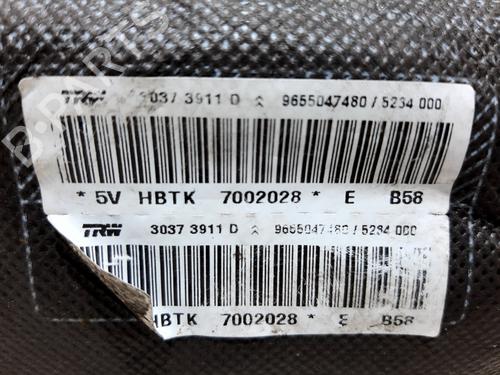 TRW 3037 3911 D 9655047480 / 5234 000
* 5V HBTK 7002028 * E B58
TRW 3037 3911 D 9655047480 / 5234 000
HBTK 7002028 * E B58
B-PARTS